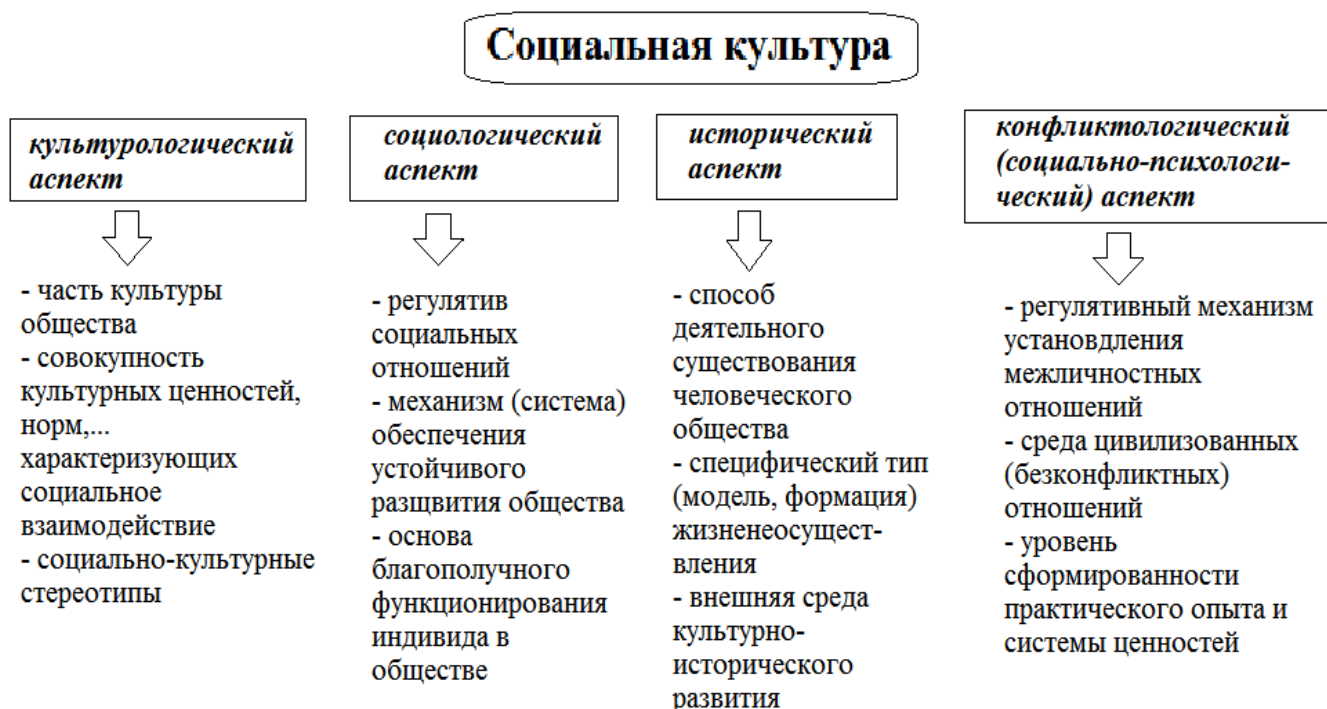 Социальная культура
культурологический
аспект
- часть культуры
общества
- совокупность
культурных ценностей,
норм,...
характеризующих
социальное
взаимодействие
- социально-культурные
стереотипы
социологический
аспект
- регулятив
социальных
отношений
- механизм (система)
обеспечения
устойчивого
разщвития общества
- основа
благополучного
функционирования
индивида в
обществе
исторический
аспект
- способ
деятельного
существования
человеческого
общества
- специфический тип
(модель, формация)
жизненеосущест-
вления
- внешняя среда
культурно-
исторического
развития
конфликтологический
(социально-психологи-
ческий) аспект
- регулятивный механизм
установдления
межличностных
отношений
- среда цивилизованных
(безконфликтных)
отношений
- уровень
сформированности
практического опыта и
системы ценностей